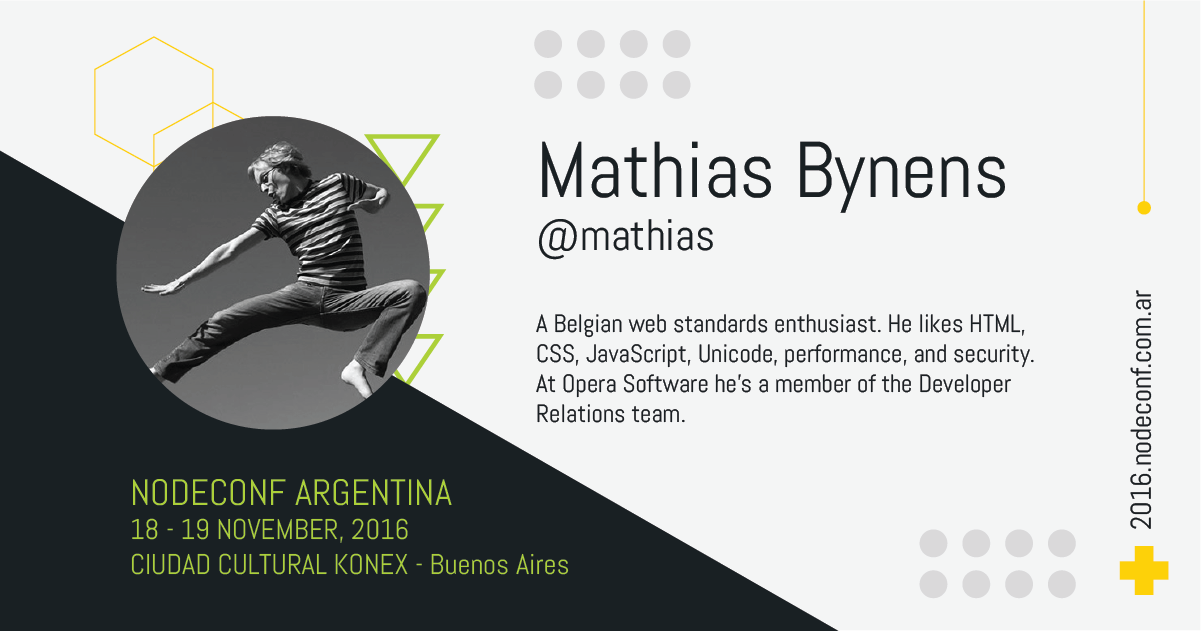 Mathias Bynens
@mathias
A Belgian web standards enthusiast. He likes HTML,
CSS, JavaScript, Unicode, performance, and security.
At Opera Software he's a member of the Developer
Relations team.
NODECONF ARGENTINA
18 - 19 NOVEMBER, 2016
CIUDAD CULTURAL KONEX - Buenos Aires
2016.nodeconf.com.ar